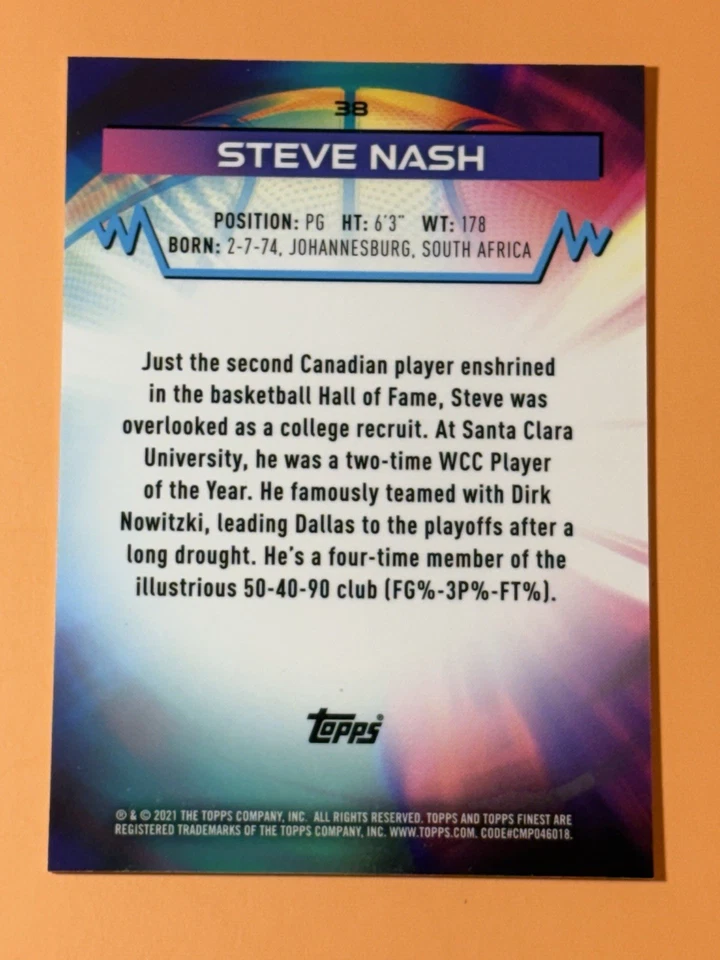 38
STEVE NASH
POSITION: PG HT: 6'3" WT: 178
BORN: 2-7-74, JOHANNESBURG, SOUTH AFRICA
Just the second Canadian player enshrined
in the basketball Hall of Fame, Steve was
overlooked as a college recruit. At Santa Clara
University, he was a two-time WCC Player
of the Year. He famously teamed with Dirk
Nowitzki, leading Dallas to the playoffs after a
long drought. He's a four-time member of the
illustrious 50-40-90 club (FG%-3P%-FT%).
topps®
® & © 2021 THE TOPPS COMPANY, INC. ALL RIGHTS RESERVED. TOPPS AND TOPPS FINEST ARE
REGISTERED TRADEMARKS OF THE TOPPS COMPANY, INC. WWW.TOPPS.COM. CODE#CMP046018.